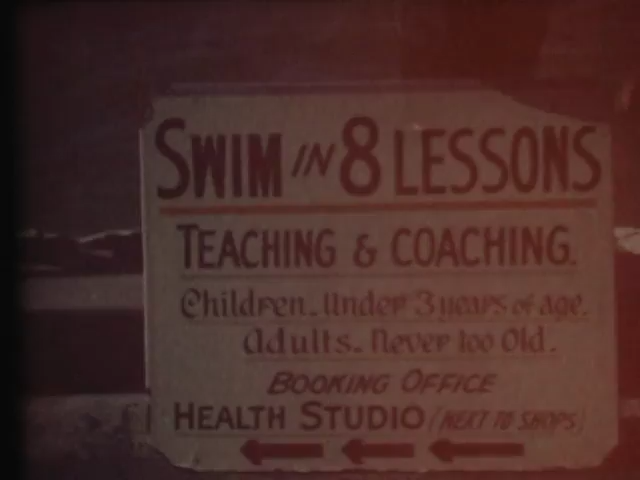 SWIM IN 8 LESSONS
TEACHING & COACHING.
Children. Under 3 years of age.
Adults. Never too Old.
BOOKING OFFICE
HEALTH STUDIO (NEXT TO SHOPS)